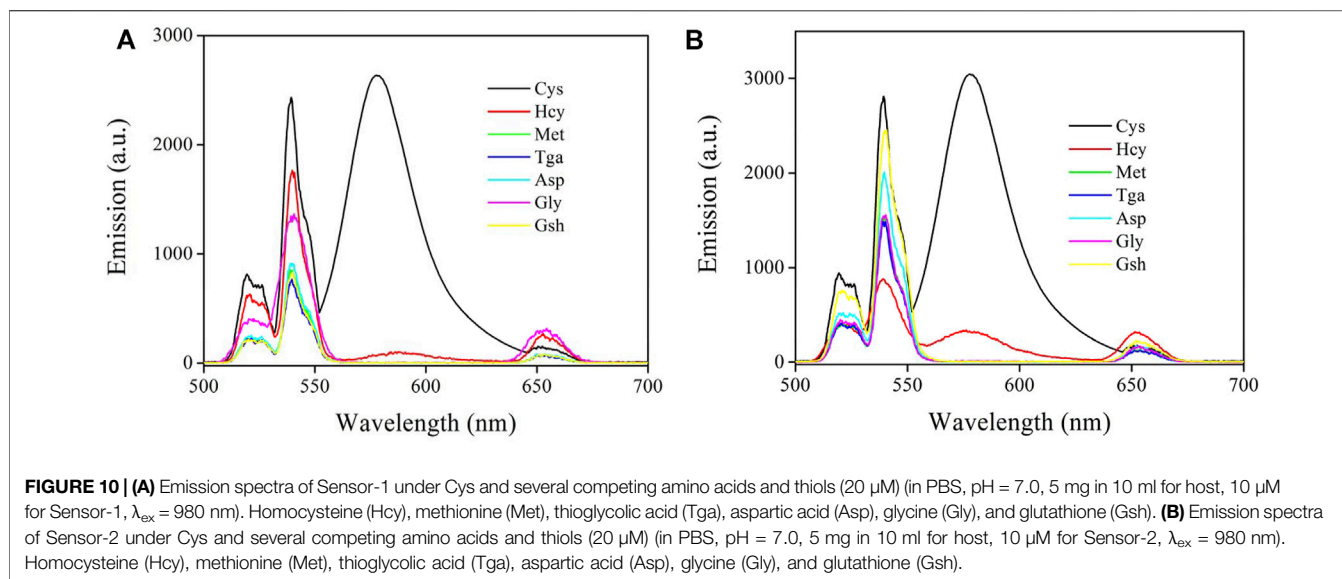 A
3000
2000
1000
0
Emission (a.u.)
Cys
Hcy
Met
Tga
Asp
Gly
Gsh
500 550 600 650 700
Wavelength (nm)
B
3000
2000
1000
0
Emission (a.u.)
Cys
Hcy
Met
Tga
Asp
Gly
Gsh
500 550 600 650 700
Wavelength (nm)
FIGURE 10 | (A) Emission spectra of Sensor-1 under Cys and several competing amino acids and thiols (20 µM) (in PBS, pH = 7.0, 5 mg in 10 ml for host, 10 µM
for Sensor-1, λex = 980 nm). Homocysteine (Hcy), methionine (Met), thioglycolic acid (Tga), aspartic acid (Asp), glycine (Gly), and glutathione (Gsh). (B) Emission spectra
of Sensor-2 under Cys and several competing amino acids and thiols (20 µM) (in PBS, pH = 7.0, 5 mg in 10 ml for host, 10 µM for Sensor-2, λex = 980 nm).
Homocysteine (Hcy), methionine (Met), thioglycolic acid (Tga), aspartic acid (Asp), glycine (Gly), and glutathione (Gsh).